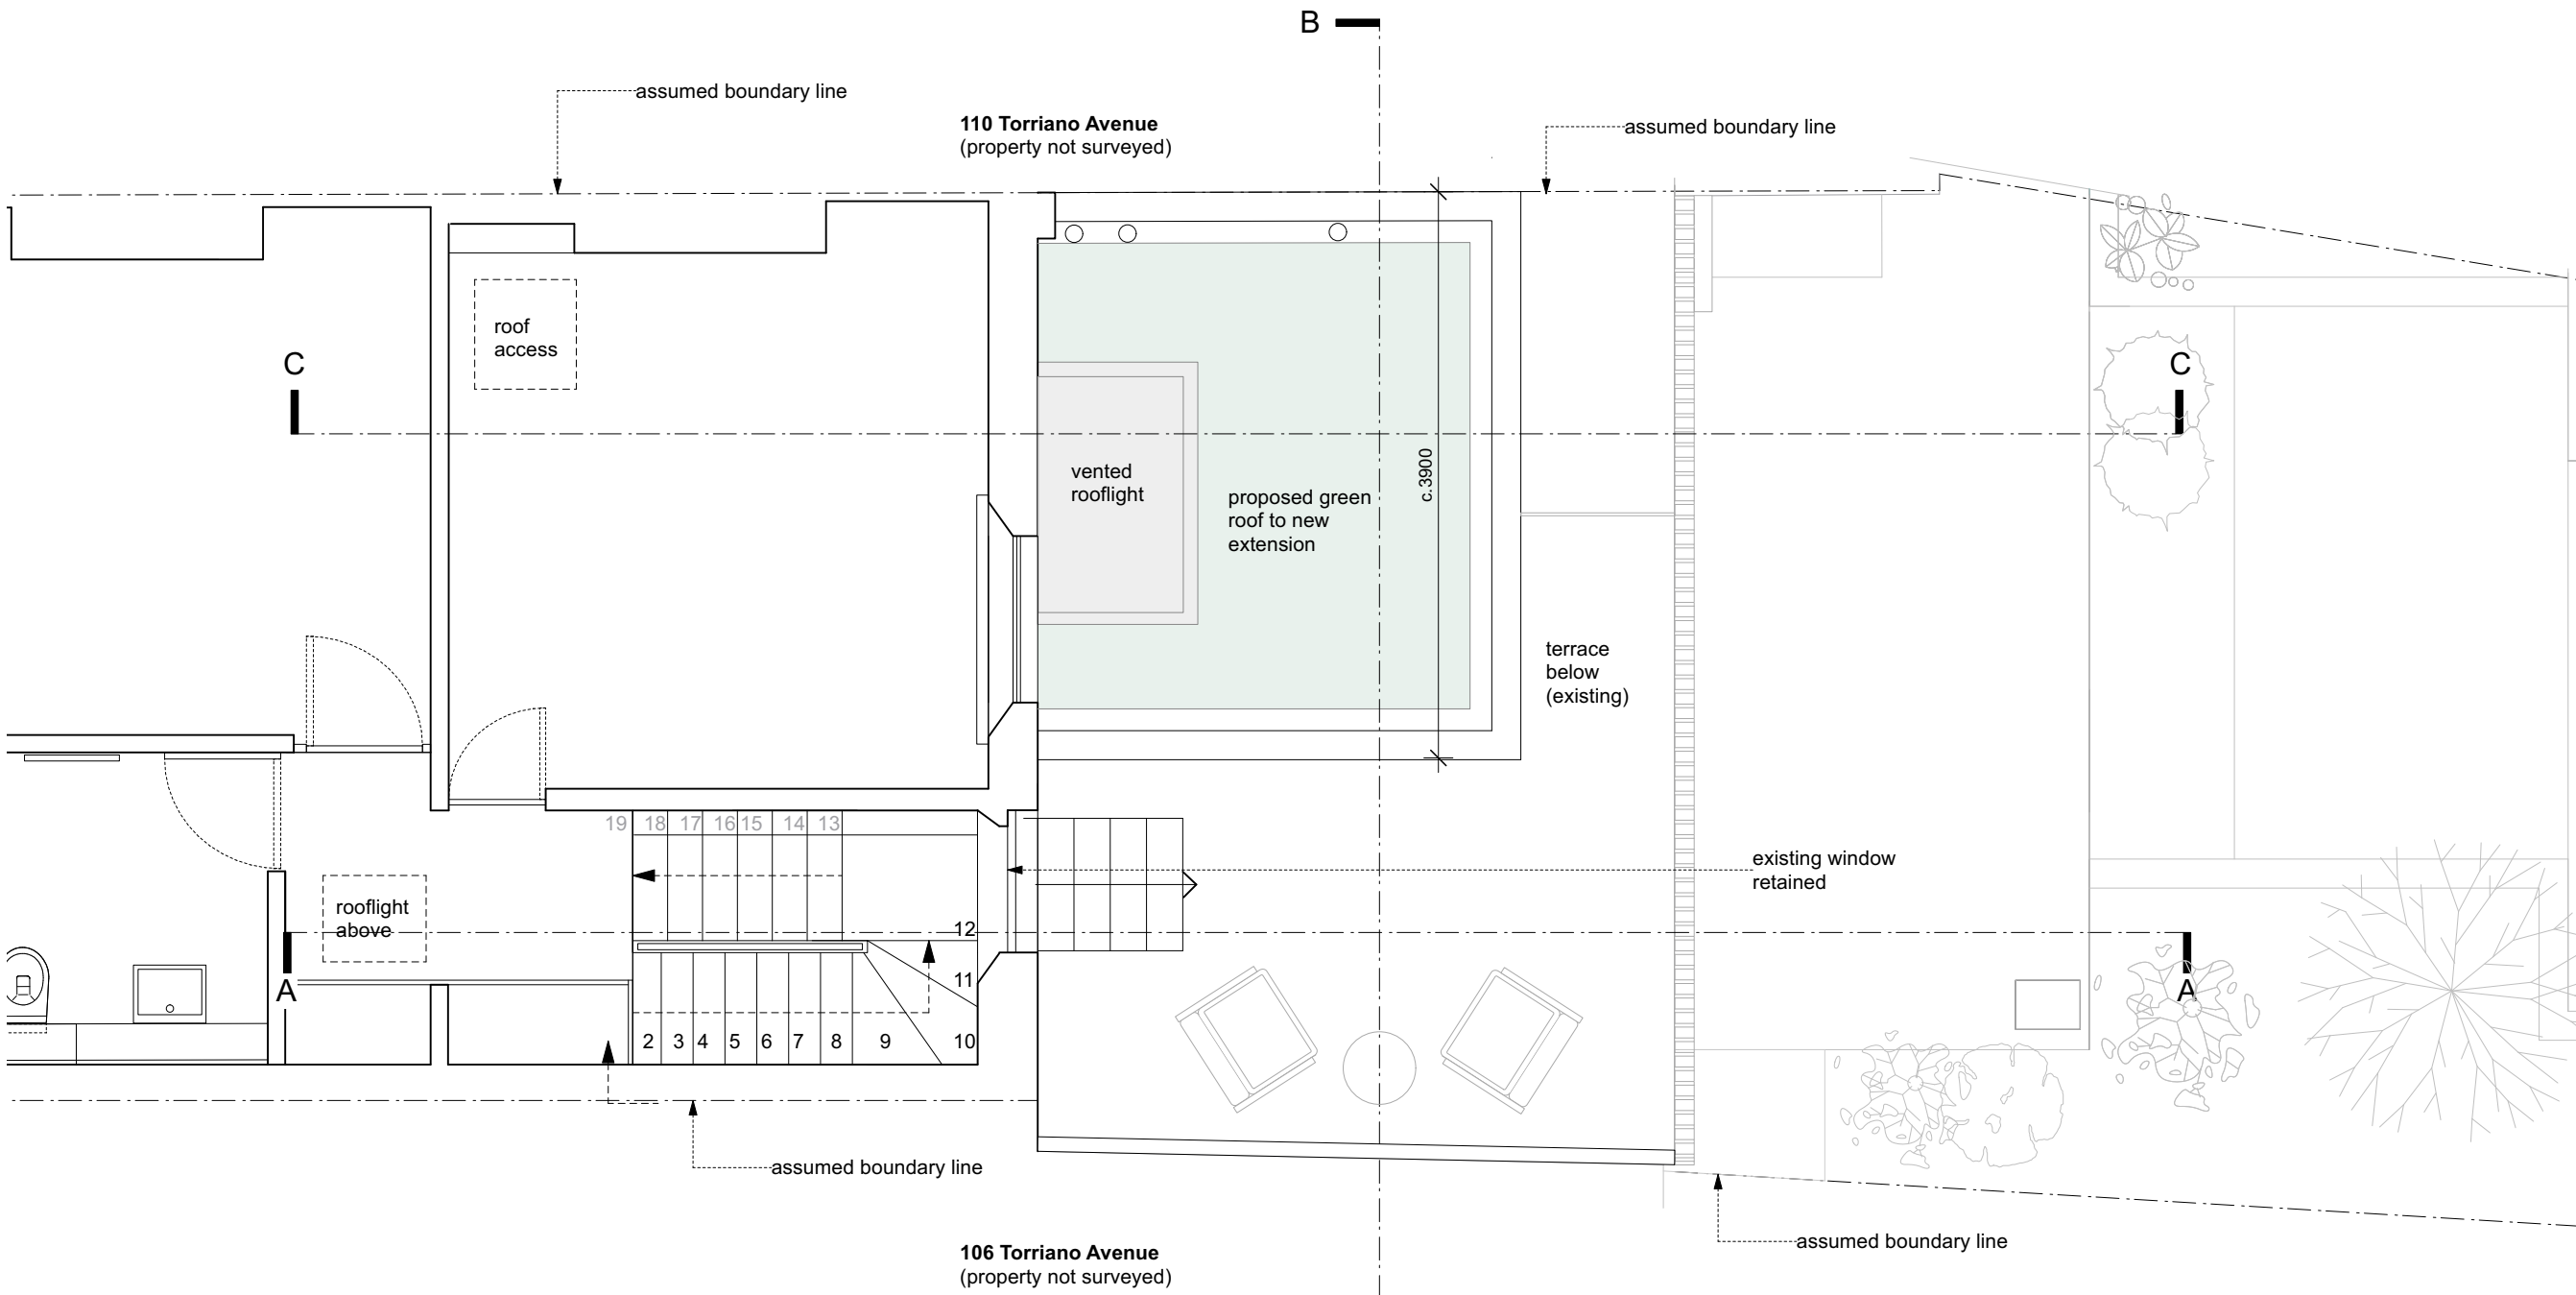 B
assumed boundary line
110 Torriano Avenue
(property not surveyed)
assumed boundary line
roof
access
C
C
vented
rooflight
proposed green
roof to new
extension
c.3900
terrace
below
(existing)
19 18 17 16 15 14 13
existing window
retained
rooflight
above
12
11
A
A
2 3 4 5 6 7 8 9 10
assumed boundary line
assumed boundary line
106 Torriano Avenue
(property not surveyed)